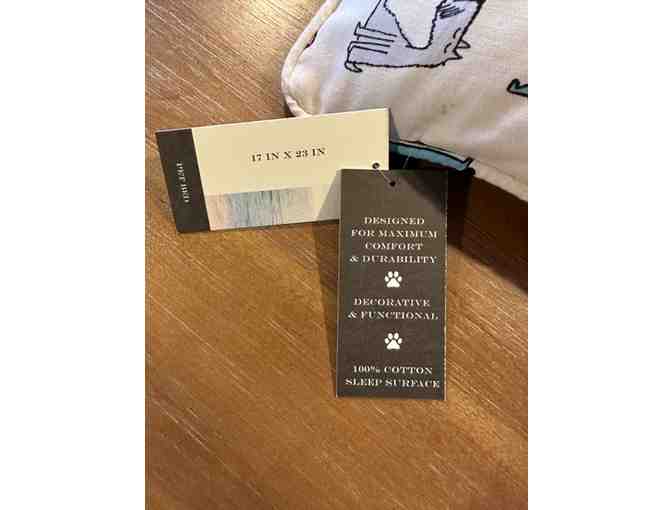 17 IN X 23 IN
PET BED
DESIGNED
FOR MAXIMUM
COMFORT
& DURABILITY
DECORATIVE
& FUNCTIONAL
100% COTTON
SLEEP SURFACE